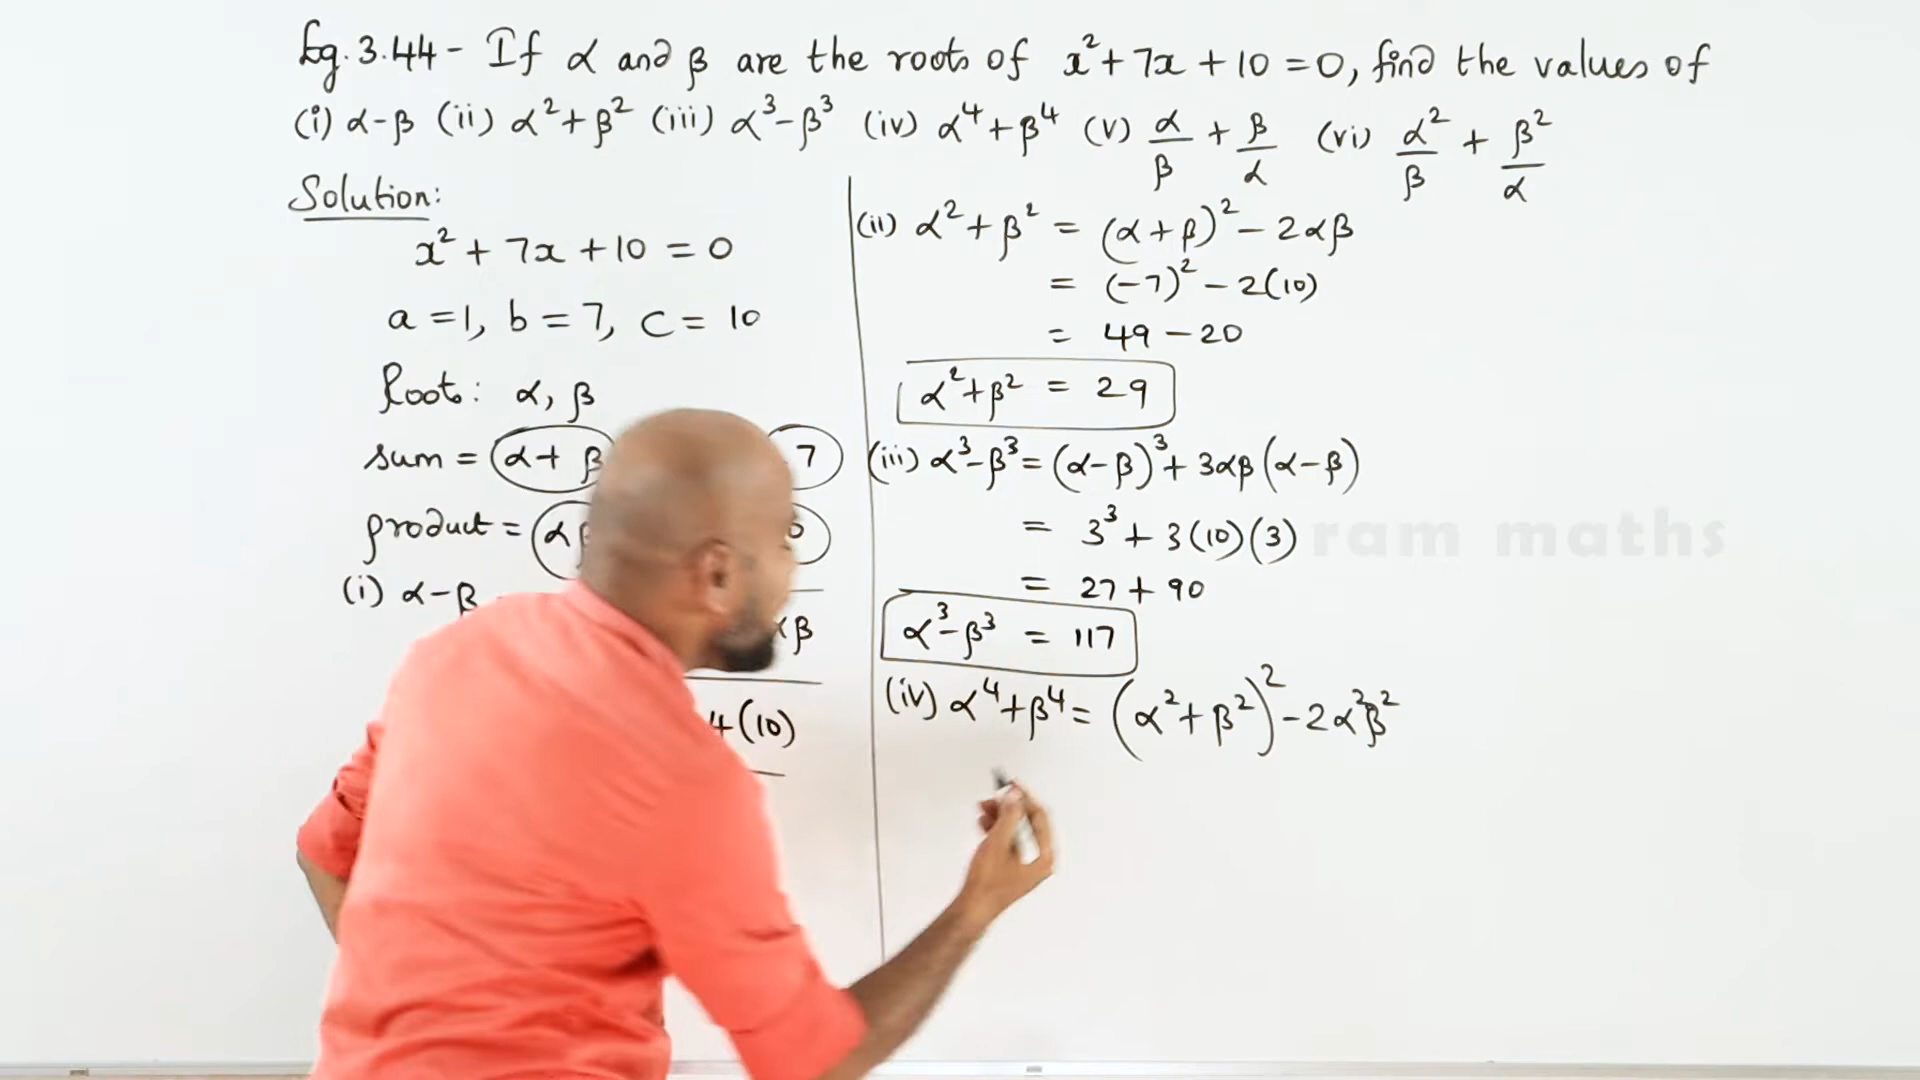 Eg. 3.44 - If α and β are the roots of x² + 7x + 10 = 0, find the values of
(i) α-β (ii) α² + β² (iii) α³ - β³ (iv) α⁴ + β⁴ (v) α/β + β/α (vi) α²/β + β²/α
Solution:
x² + 7x + 10 = 0
a = 1, b = 7, c = 10
Roots: α, β
sum = α + β 7
product = α
(i) α - β
αβ
4(10)
(ii) α² + β² = (α + β)² - 2αβ
= (-7)² - 2(10)
= 49 - 20
α² + β² = 29
(iii) α³ - β³ = (α - β)³ + 3αβ(α - β)
= 3³ + 3(10)(3)
= 27 + 90
α³ - β³ = 117
(iv) α⁴ + β⁴ = (α² + β²)² - 2α²β²
ram maths